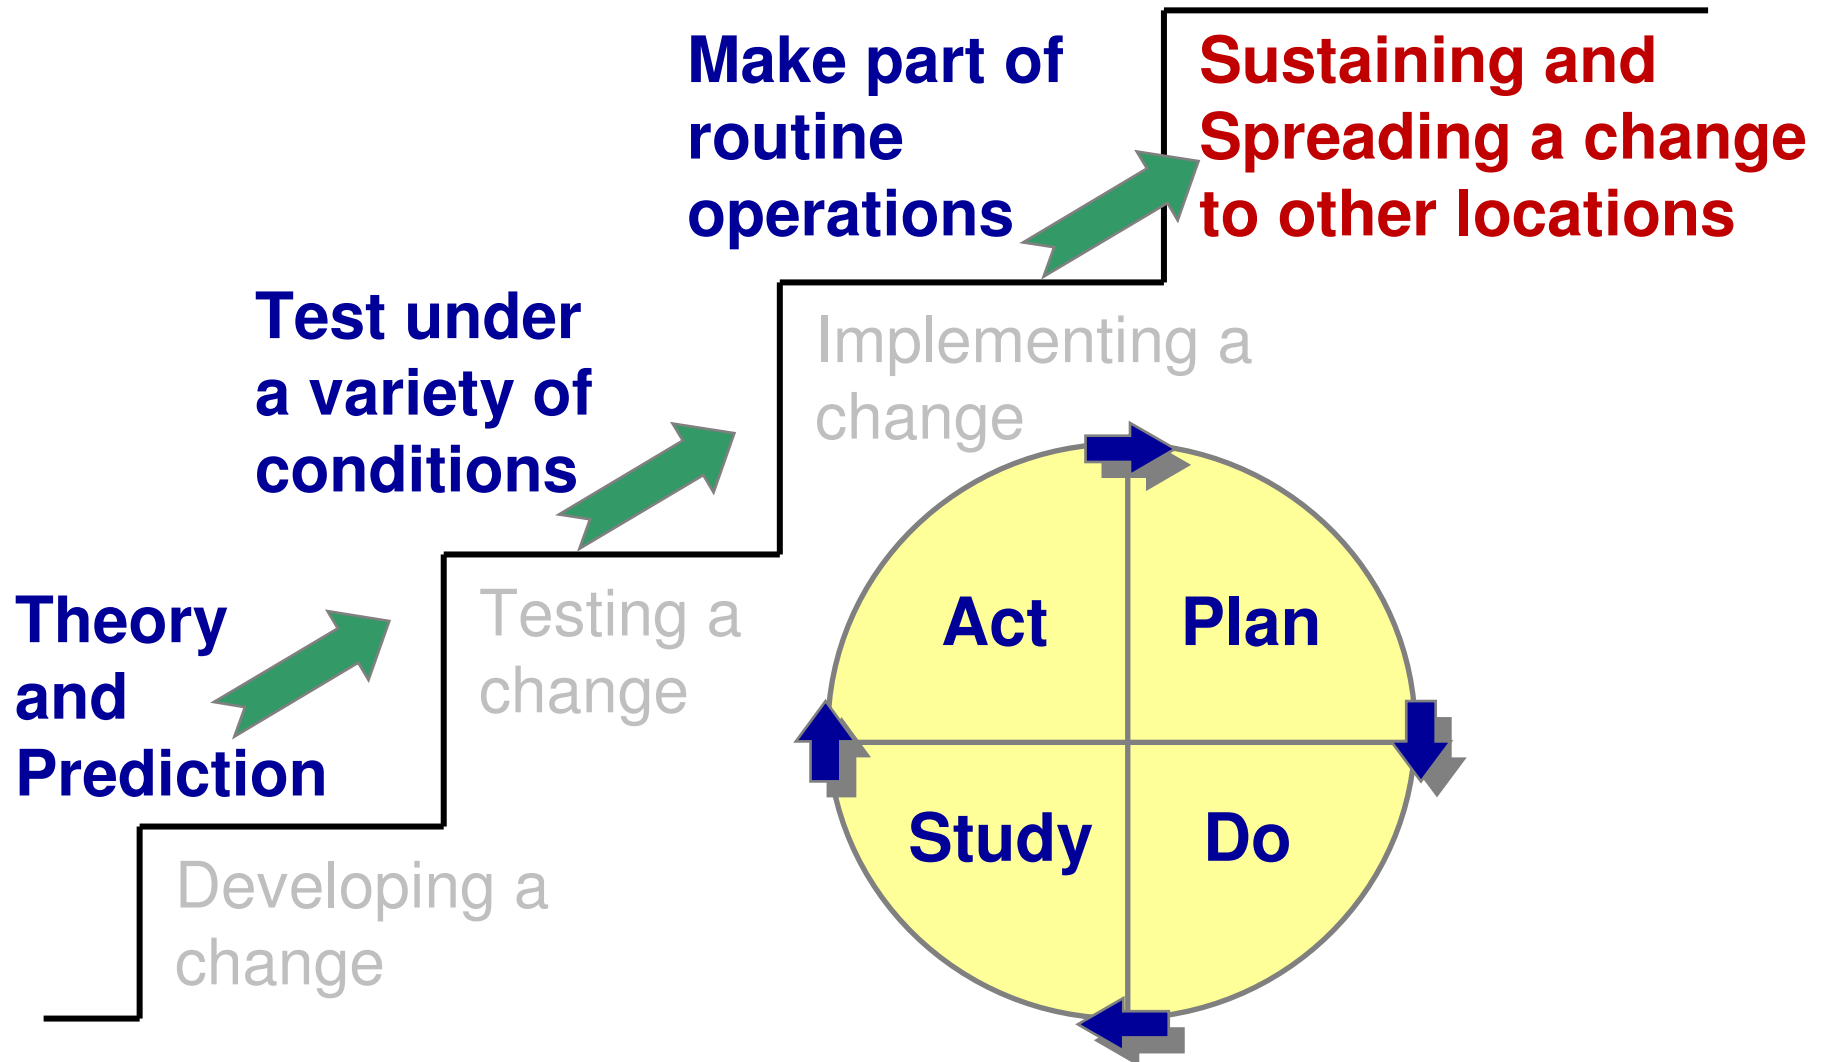 Make part of
routine
operations
Sustaining and
Spreading a change
to other locations
Test under
a variety of
conditions
Implementing a
change
Theory
and
Prediction
Testing a
change
Act
Plan
Study
Do
Developing a
change